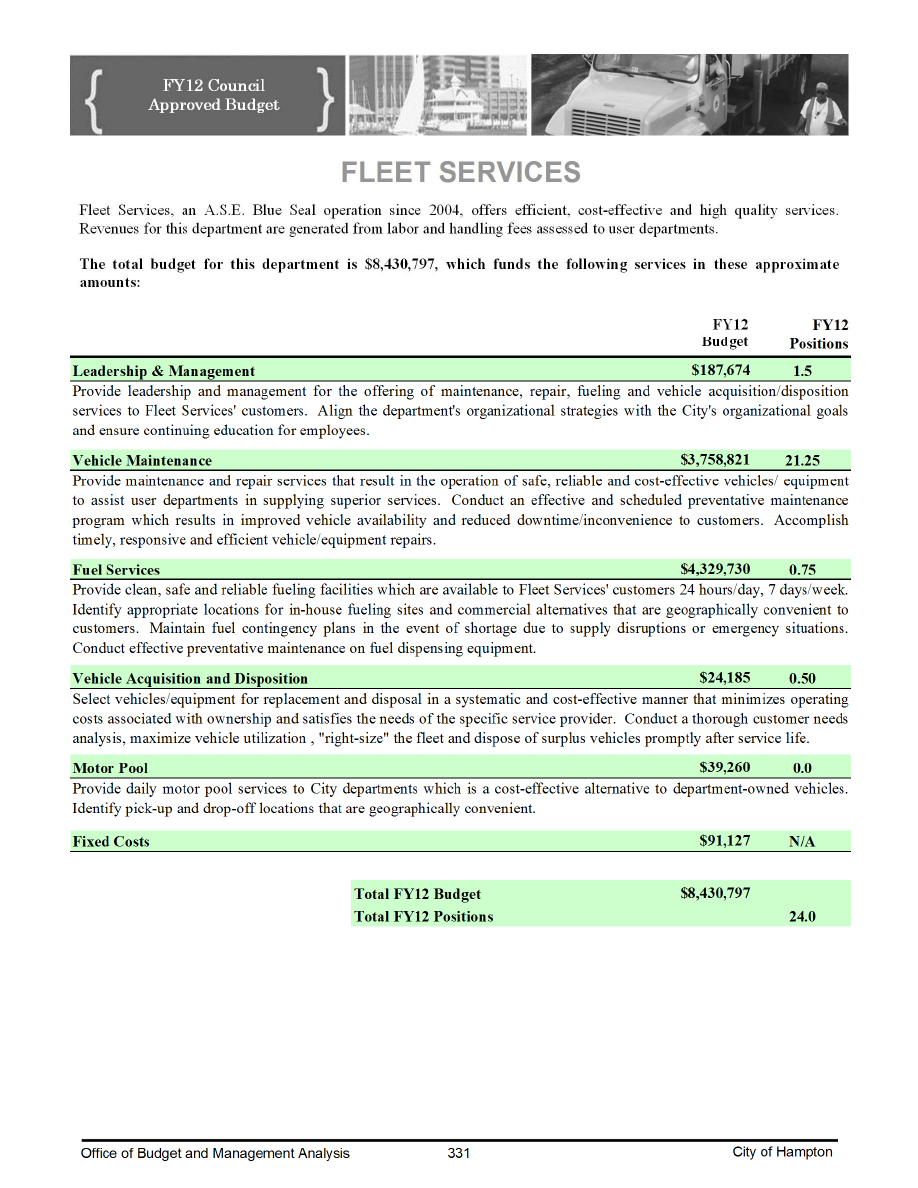 FY12 Council
Approved Budget
FLEET SERVICES
Fleet Services, an A.S.E. Blue Seal operation since 2004, offers efficient, cost-effective and high quality services.
Revenues for this department are generated from labor and handling fees assessed to user departments.
The total budget for this department is $8,430,797, which funds the following services in these approximate
amounts:
FY12 FY12
Budget Positions
Leadership & Management $187,674 1.5
Provide leadership and management for the offering of maintenance, repair, fueling and vehicle acquisition/disposition
services to Fleet Services' customers. Align the department's organizational strategies with the City's organizational goals
and ensure continuing education for employees.
Vehicle Maintenance $3,758,821 21.25
Provide maintenance and repair services that result in the operation of safe, reliable and cost-effective vehicles/ equipment
to assist user departments in supplying superior services. Conduct an effective and scheduled preventative maintenance
program which results in improved vehicle availability and reduced downtime/inconvenience to customers. Accomplish
timely, responsive and efficient vehicle/equipment repairs.
Fuel Services $4,329,730 0.75
Provide clean, safe and reliable fueling facilities which are available to Fleet Services' customers 24 hours/day, 7 days/week.
Identify appropriate locations for in-house fueling sites and commercial alternatives that are geographically convenient to
customers. Maintain fuel contingency plans in the event of shortage due to supply disruptions or emergency situations.
Conduct effective preventative maintenance on fuel dispensing equipment.
Vehicle Acquisition and Disposition $24,185 0.50
Select vehicles/equipment for replacement and disposal in a systematic and cost-effective manner that minimizes operating
costs associated with ownership and satisfies the needs of the specific service provider. Conduct a thorough customer needs
analysis, maximize vehicle utilization , "right-size" the fleet and dispose of surplus vehicles promptly after service life.
Motor Pool $39,260 0.0
Provide daily motor pool services to City departments which is a cost-effective alternative to department-owned vehicles.
Identify pick-up and drop-off locations that are geographically convenient.
Fixed Costs $91,127 N/A
Total FY12 Budget $8,430,797
Total FY12 Positions 24.0
Office of Budget and Management Analysis 331 City of Hampton